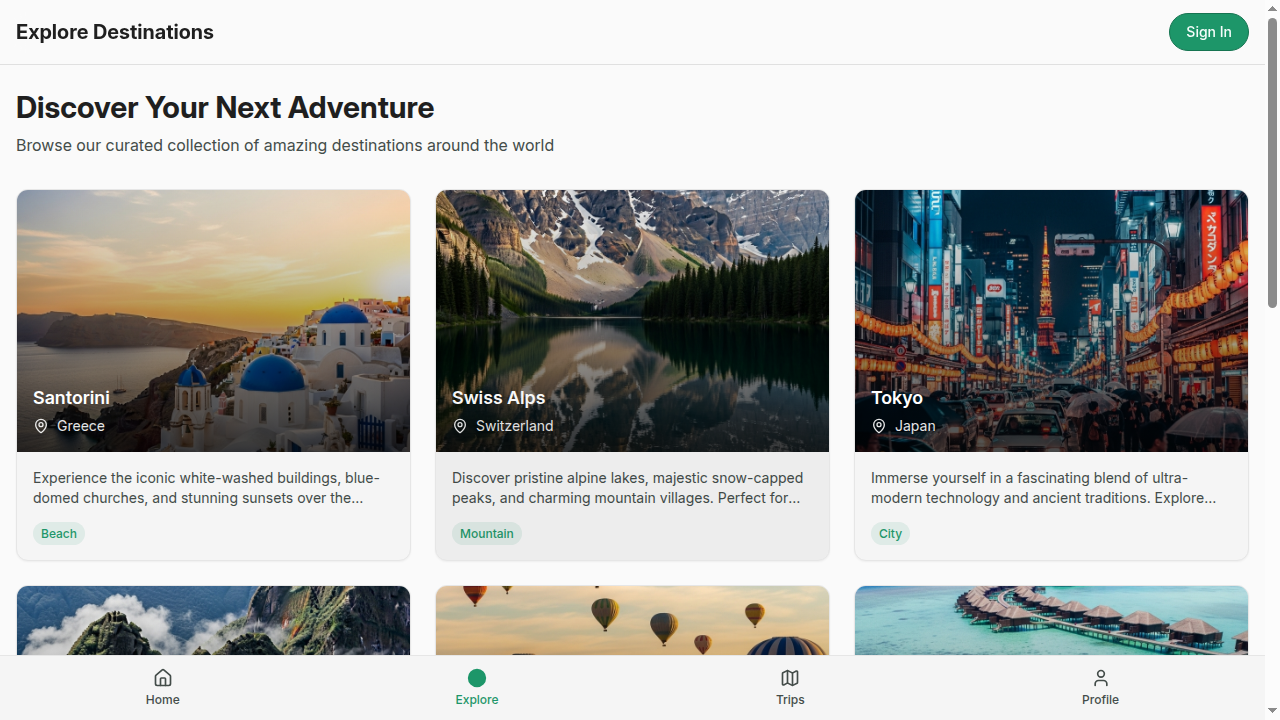 Explore Destinations
Sign In
Discover Your Next Adventure
Browse our curated collection of amazing destinations around the world
Santorini
Greece
Experience the iconic white-washed buildings, blue-
domed churches, and stunning sunsets over the...
Beach
Swiss Alps
Switzerland
Discover pristine alpine lakes, majestic snow-capped
peaks, and charming mountain villages. Perfect for...
Mountain
Tokyo
Japan
Immerse yourself in a fascinating blend of ultra-
modern technology and ancient traditions. Explore...
City
Home
Explore
Trips
Profile